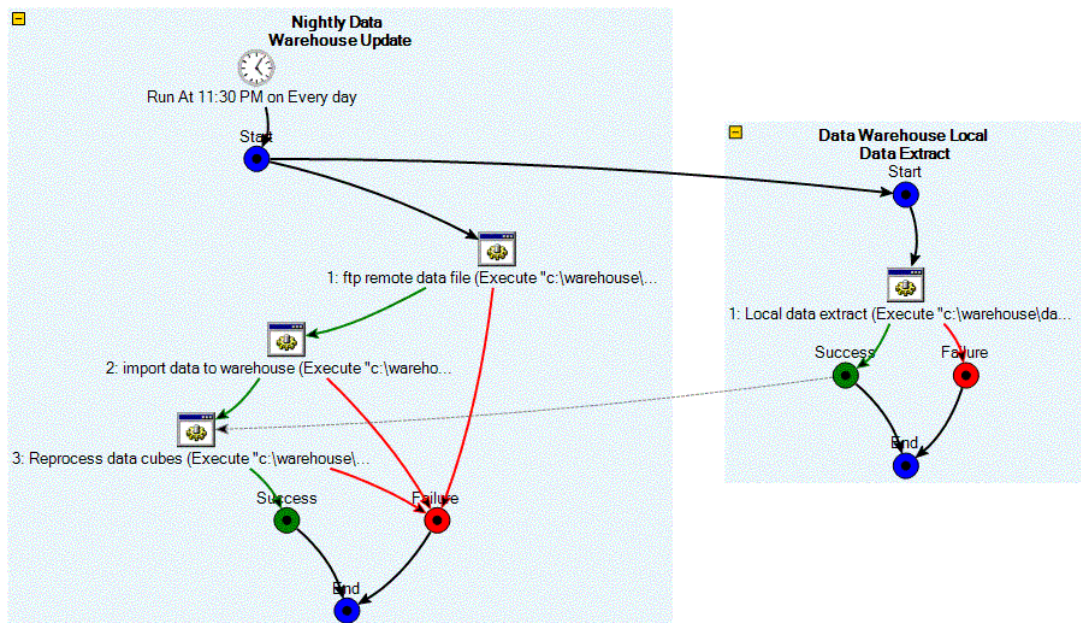 Nightly Data
Warehouse Update
Run At 11:30 PM on Every day
Start
1: ftp remote data file (Execute "c:\warehouse\...
2: import data to warehouse (Execute "c:\wareho...
3: Reprocess data cubes (Execute "c:\warehouse\...
Success
Failure
End
Data Warehouse Local
Data Extract
Start
1: Local data extract (Execute "c:\warehouse\da...
Success
Failure
End